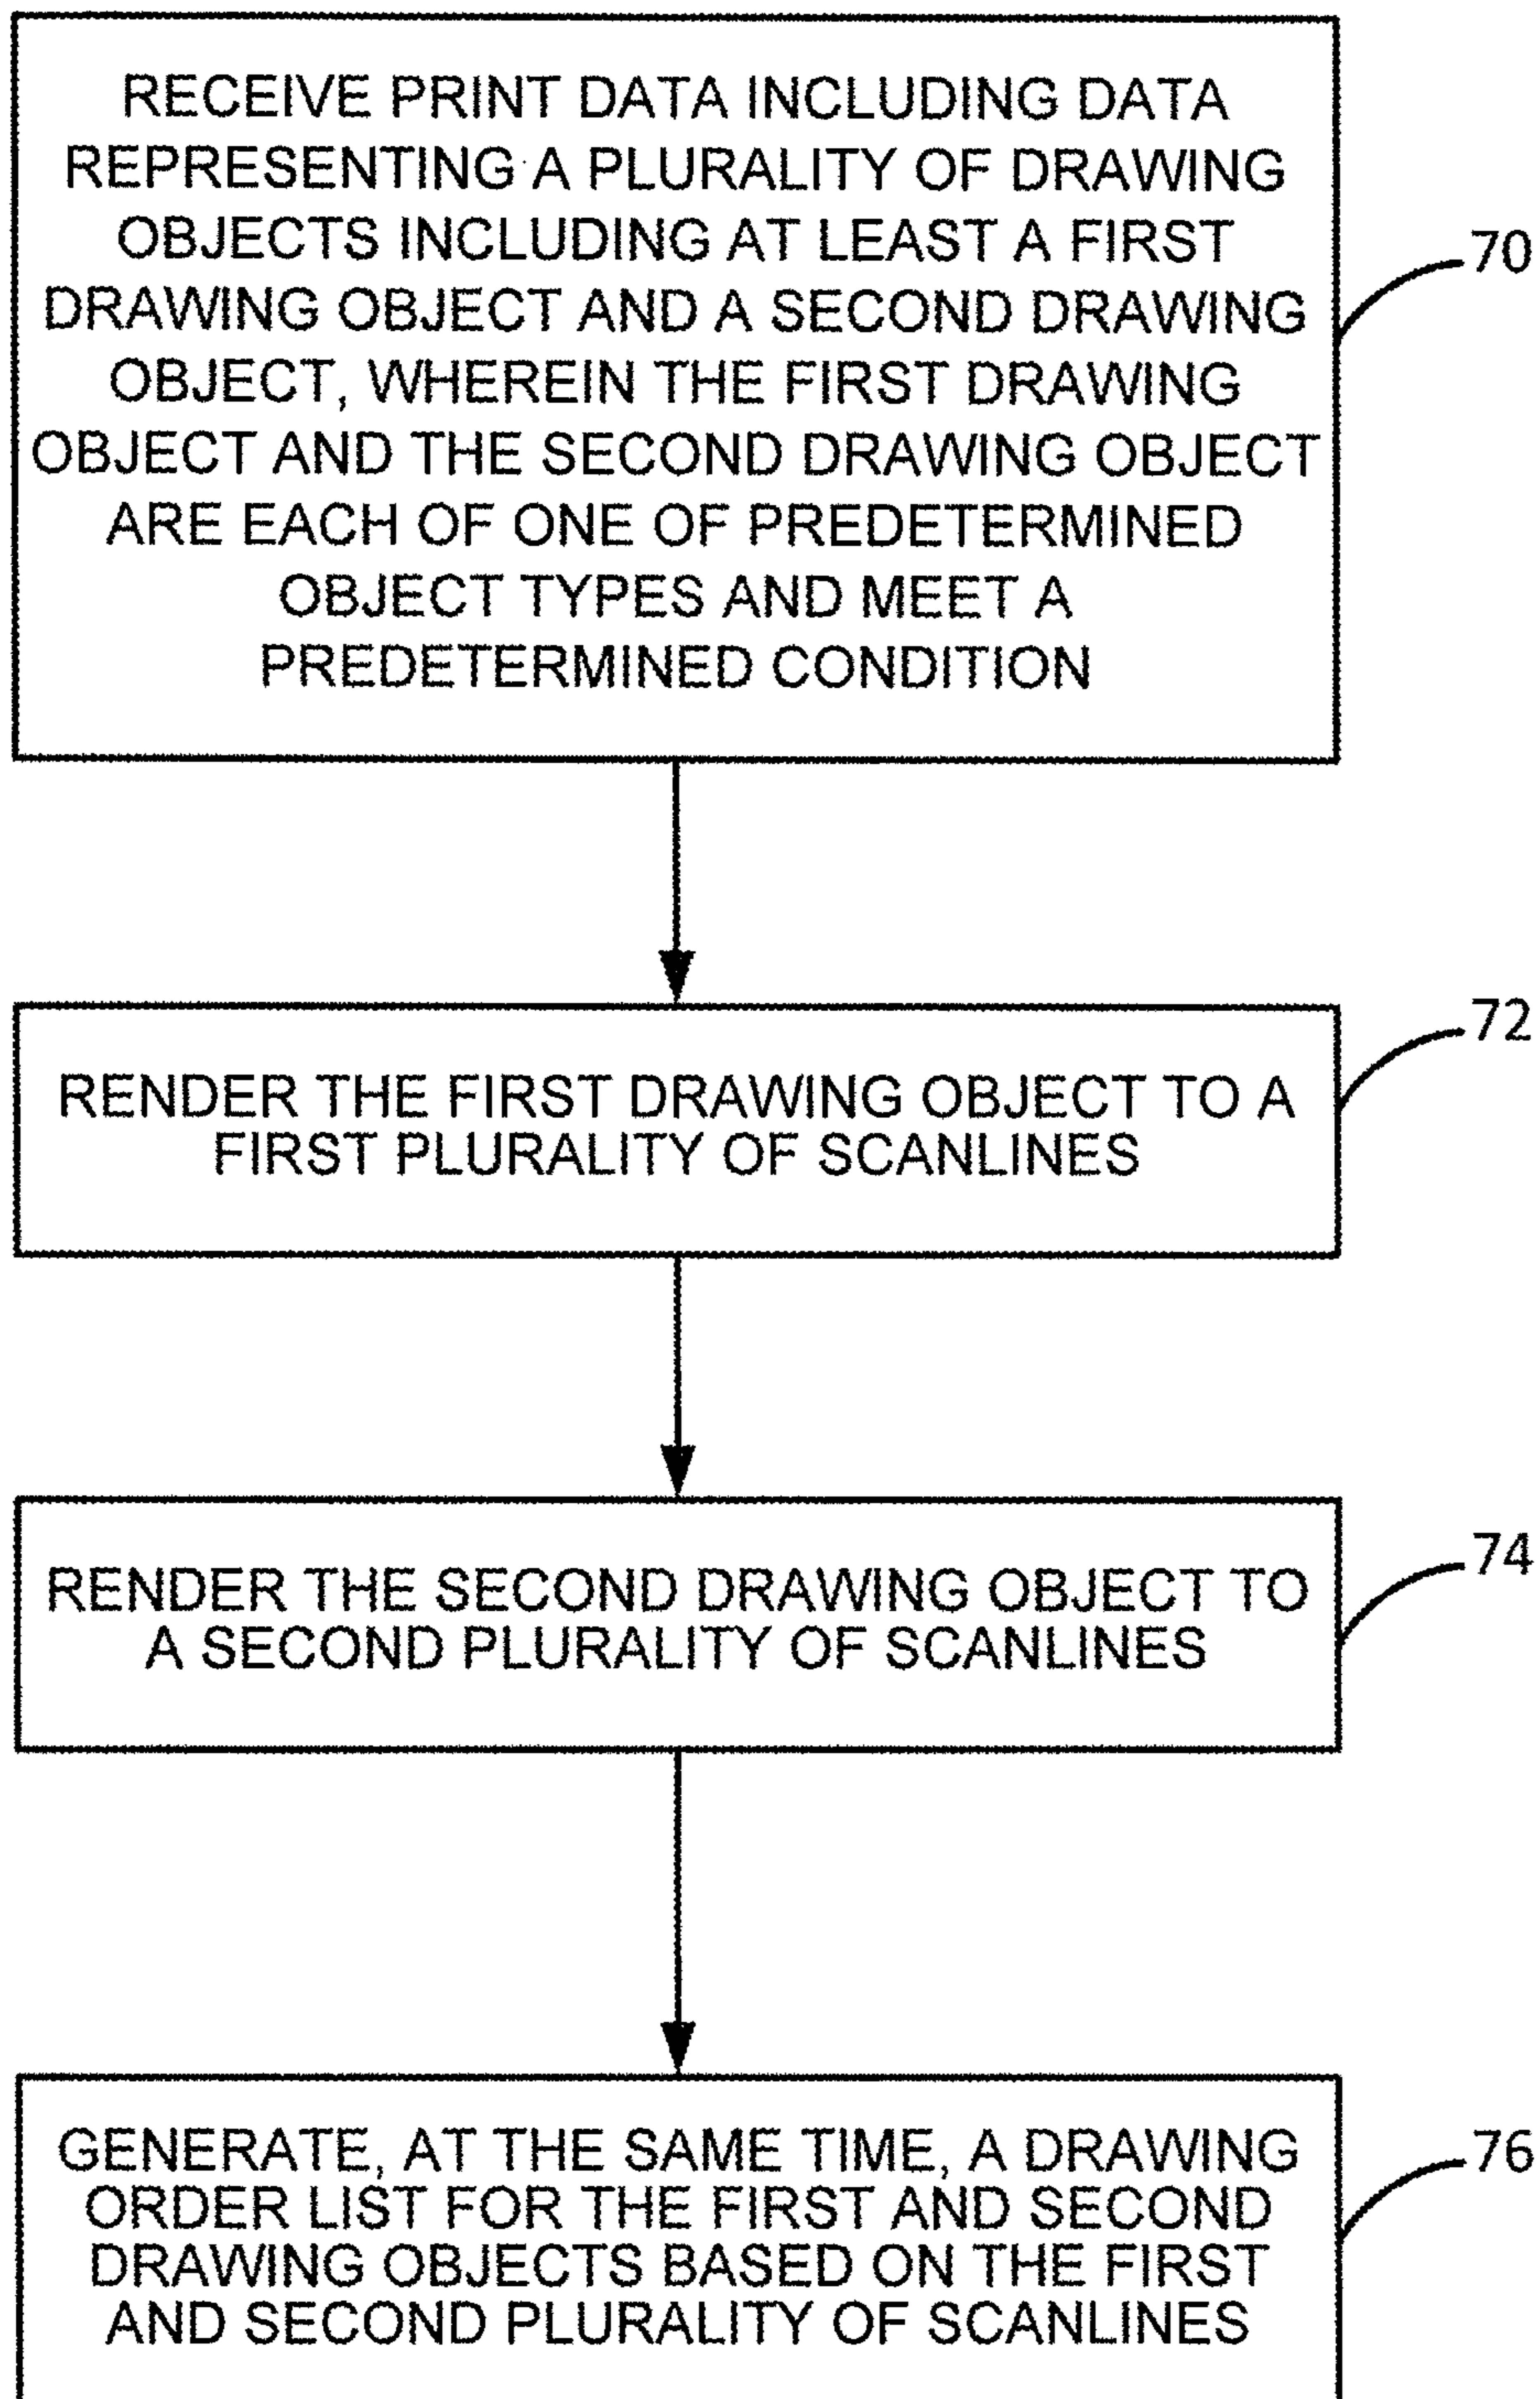 RECEIVE PRINT DATA INCLUDING DATA
REPRESENTING A PLURALITY OF DRAWING
OBJECTS INCLUDING AT LEAST A FIRST
DRAWING OBJECT AND A SECOND DRAWING
OBJECT, WHEREIN THE FIRST DRAWING
OBJECT AND THE SECOND DRAWING OBJECT
ARE EACH OF ONE OF PREDETERMINED
OBJECT TYPES AND MEET A
PREDETERMINED CONDITION
70
RENDER THE FIRST DRAWING OBJECT TO A
FIRST PLURALITY OF SCANLINES
72
RENDER THE SECOND DRAWING OBJECT TO
A SECOND PLURALITY OF SCANLINES
74
GENERATE, AT THE SAME TIME, A DRAWING
ORDER LIST FOR THE FIRST AND SECOND
DRAWING OBJECTS BASED ON THE FIRST
AND SECOND PLURALITY OF SCANLINES
76